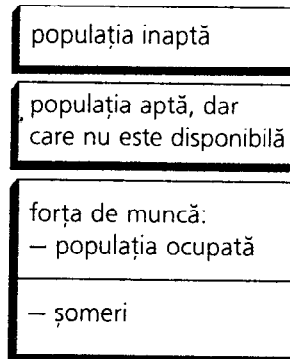 populația inaptă
populația aptă, dar
care nu este disponibilă
forța de muncă:
— populația ocupată
— șomeri